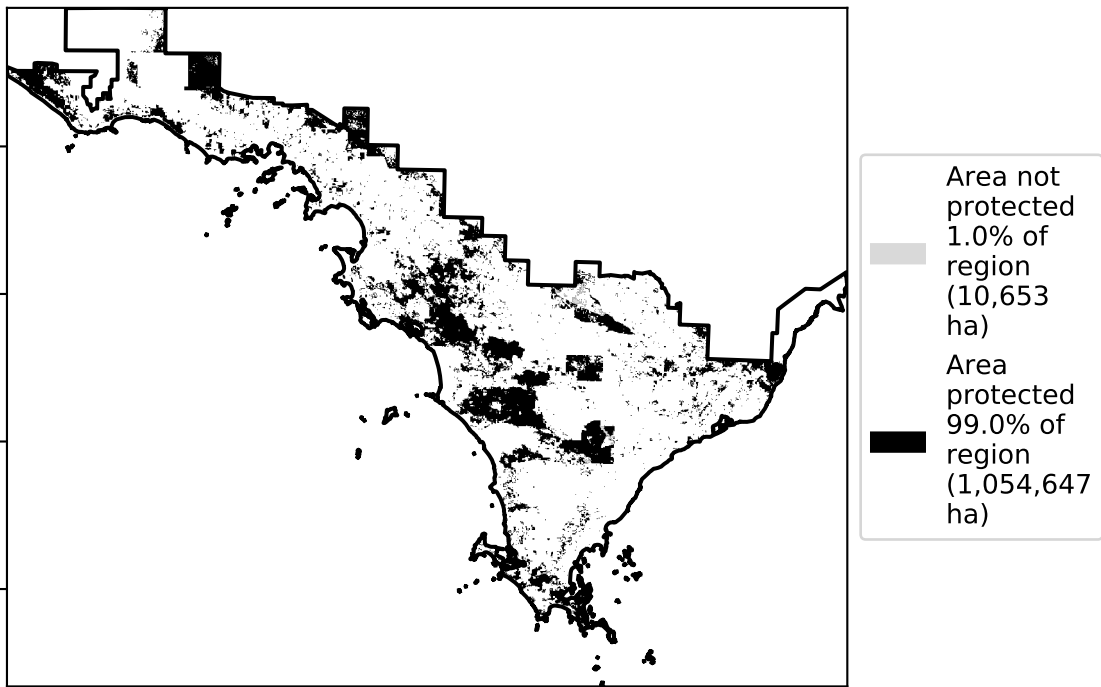 Area not
protected
1.0% of
region
(10,653
ha)
Area
protected
99.0% of
region
(1,054,647
ha)